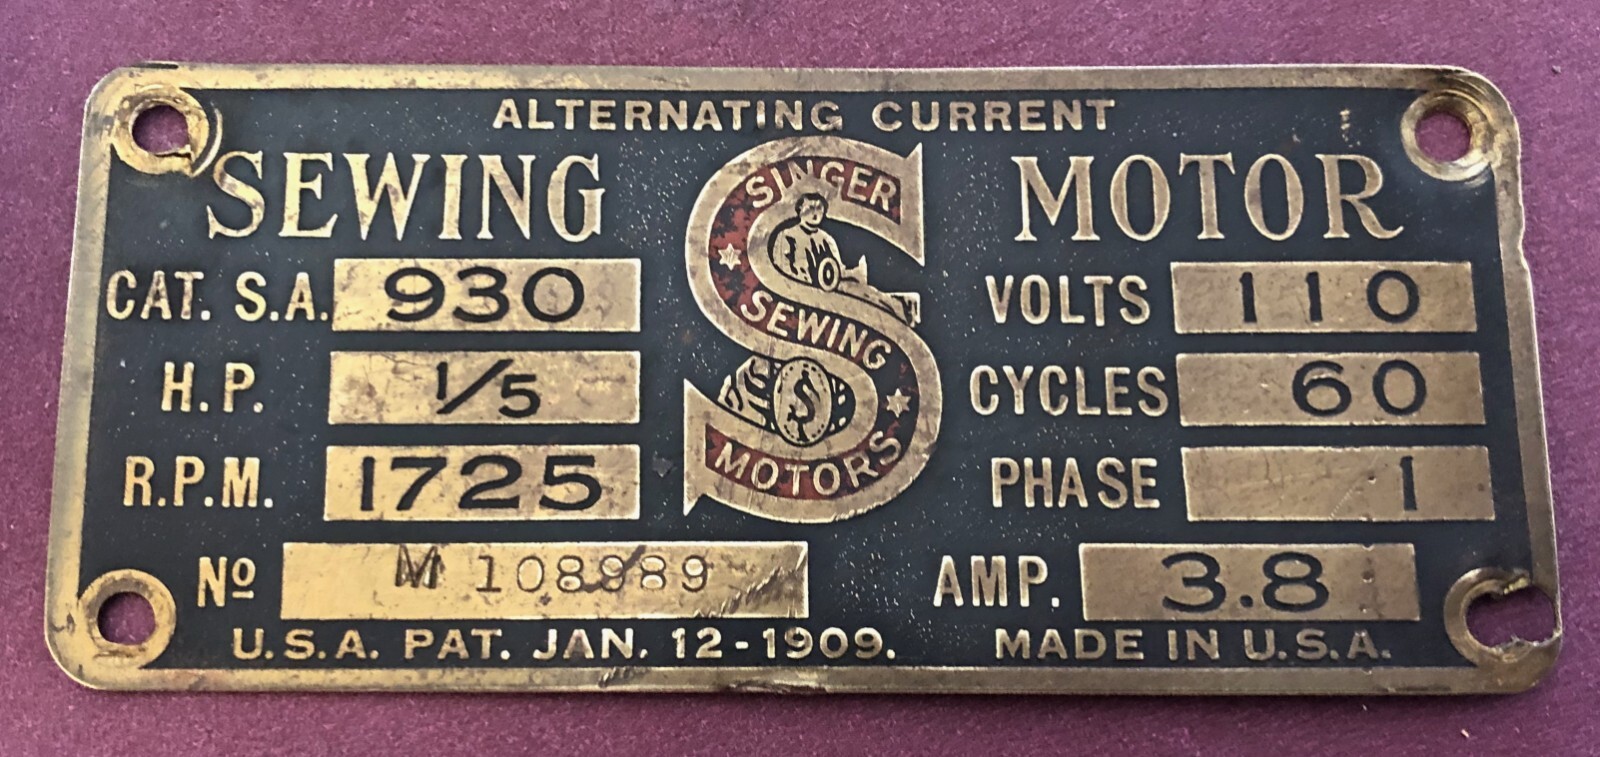 ALTERNATING CURRENT
SEWING MOTOR
SINGER
SEWING
S
MOTORS
CAT. S.A. 930
H.P. 1/5
R.P.M. 1725
VOLTS 110
CYCLES 60
PHASE 1
Nº M 108989
AMP. 3.8
U.S.A. PAT. JAN. 12-1909. MADE IN U.S.A.